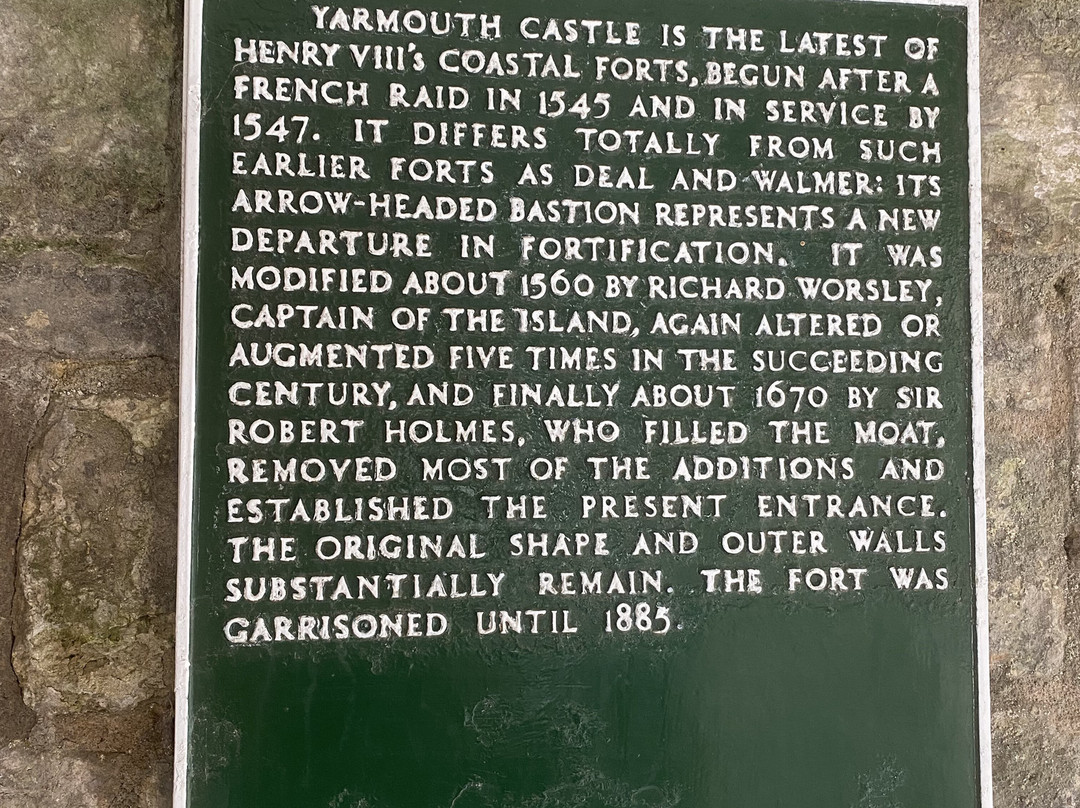 YARMOUTH CASTLE IS THE LATEST OF
HENRY VIII's COASTAL FORTS, BEGUN AFTER A
FRENCH RAID IN 1545 AND IN SERVICE BY
1547. IT DIFFERS TOTALLY FROM SUCH
EARLIER FORTS AS DEAL AND WALMER: ITS
ARROW-HEADED BASTION REPRESENTS A NEW
DEPARTURE IN FORTIFICATION. IT WAS
MODIFIED ABOUT 1560 BY RICHARD WORSLEY,
CAPTAIN OF THE ISLAND, AGAIN ALTERED OR
AUGMENTED FIVE TIMES IN THE SUCCEEDING
CENTURY, AND FINALLY ABOUT 1670 BY SIR
ROBERT HOLMES, WHO FILLED THE MOAT,
REMOVED MOST OF THE ADDITIONS AND
ESTABLISHED THE PRESENT ENTRANCE.
THE ORIGINAL SHAPE AND OUTER WALLS
SUBSTANTIALLY REMAIN. THE FORT WAS
GARRISONED UNTIL 1885.